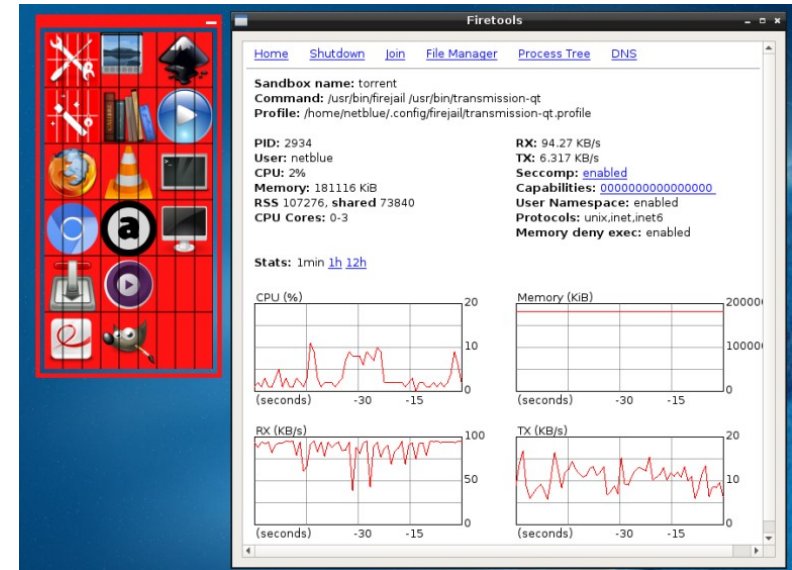 Firetools
Home Shutdown Join File Manager Process Tree DNS
Sandbox name: torrent
Command: /usr/bin/firejail /usr/bin/transmission-qt
Profile: /home/netblue/.config/firejail/transmission-qt.profile
PID: 2934
User: netblue
CPU: 2%
Memory: 181116 KiB
RSS 107276, shared 73840
CPU Cores: 0-3
RX: 94.27 KB/s
TX: 6.317 KB/s
Seccomp: enabled
Capabilities: 0000000000000000
User Namespace: enabled
Protocols: unix,inet,inet6
Memory deny exec: enabled
Stats: 1min 1h 12h
CPU (%)
20
10
0
(seconds) -30 -15
Memory (KiB)
20000
10000
0
(seconds) -30 -15
RX (KB/s)
100
50
0
(seconds) -30 -15
TX (KB/s)
20
10
0
(seconds) -30 -15